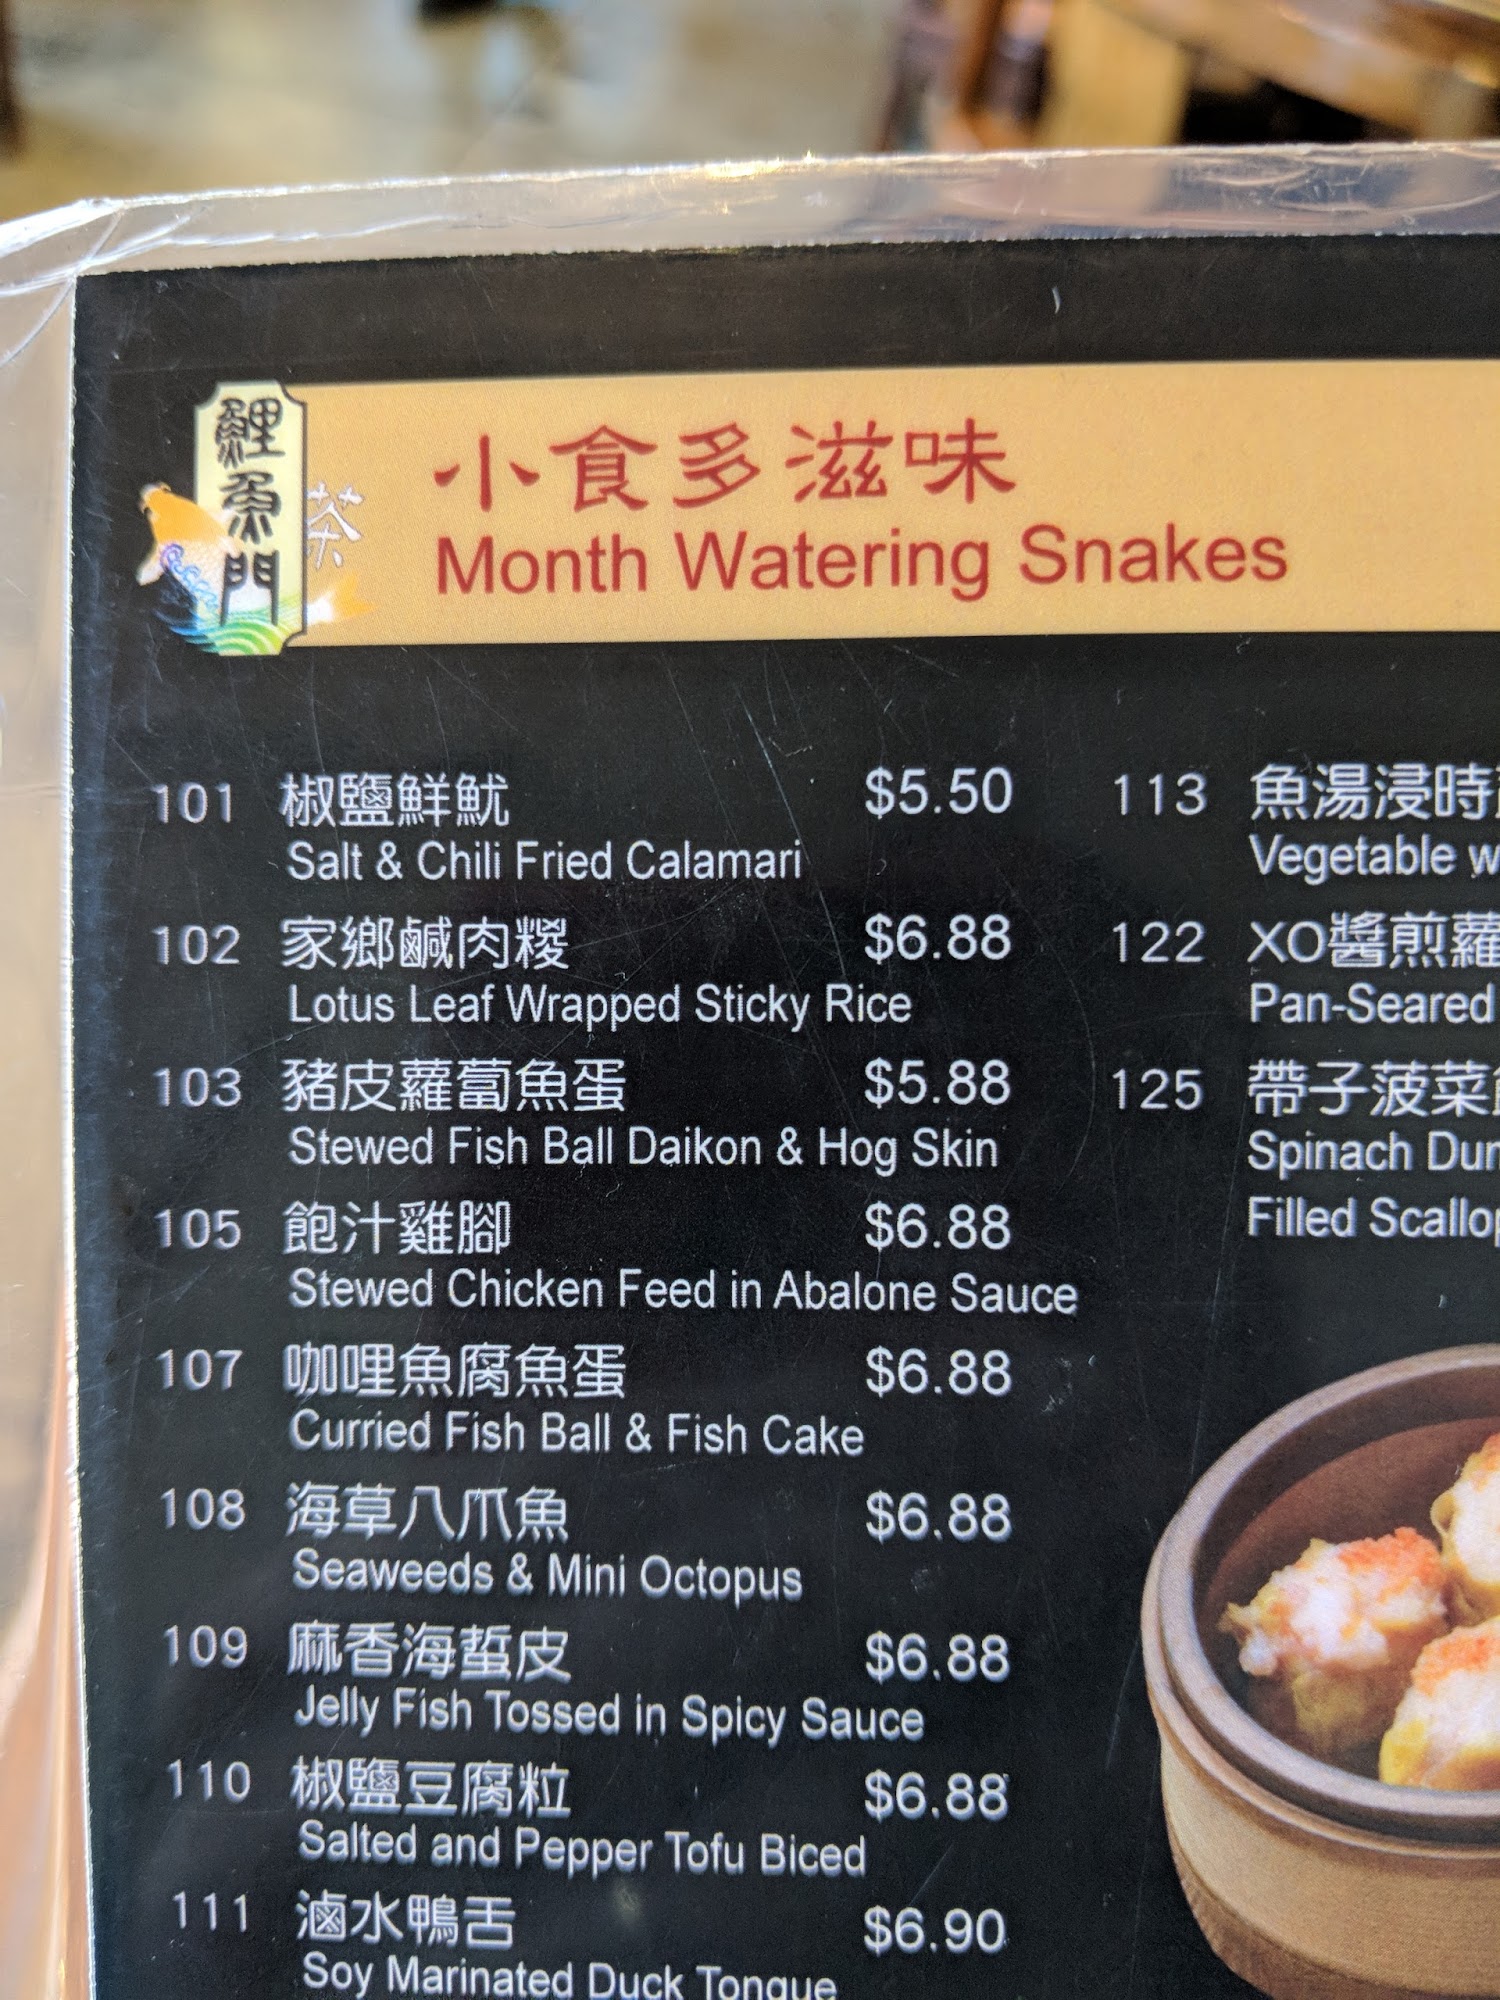 鯉魚門
茶
小食多滋味
Month Watering Snakes
101 椒鹽鮮魷 $5.50
Salt & Chili Fried Calamari
102 家鄉鹹肉糉 $6.88
Lotus Leaf Wrapped Sticky Rice
103 豬皮蘿蔔魚蛋 $5.88
Stewed Fish Ball Daikon & Hog Skin
105 鮑汁雞腳 $6.88
Stewed Chicken Feed in Abalone Sauce
107 咖哩魚腐魚蛋 $6.88
Curried Fish Ball & Fish Cake
108 海草八爪魚 $6.88
Seaweeds & Mini Octopus
109 麻香海蜇皮 $6.88
Jelly Fish Tossed in Spicy Sauce
110 椒鹽豆腐粒 $6.88
Salted and Pepper Tofu Biced
111 滷水鴨舌 $6.90
Soy Marinated Duck Tongue
113 魚湯浸時
Vegetable w
122 XO醬煎蘿
Pan-Seared
125 帶子菠菜
Spinach Dum
Filled Scallop